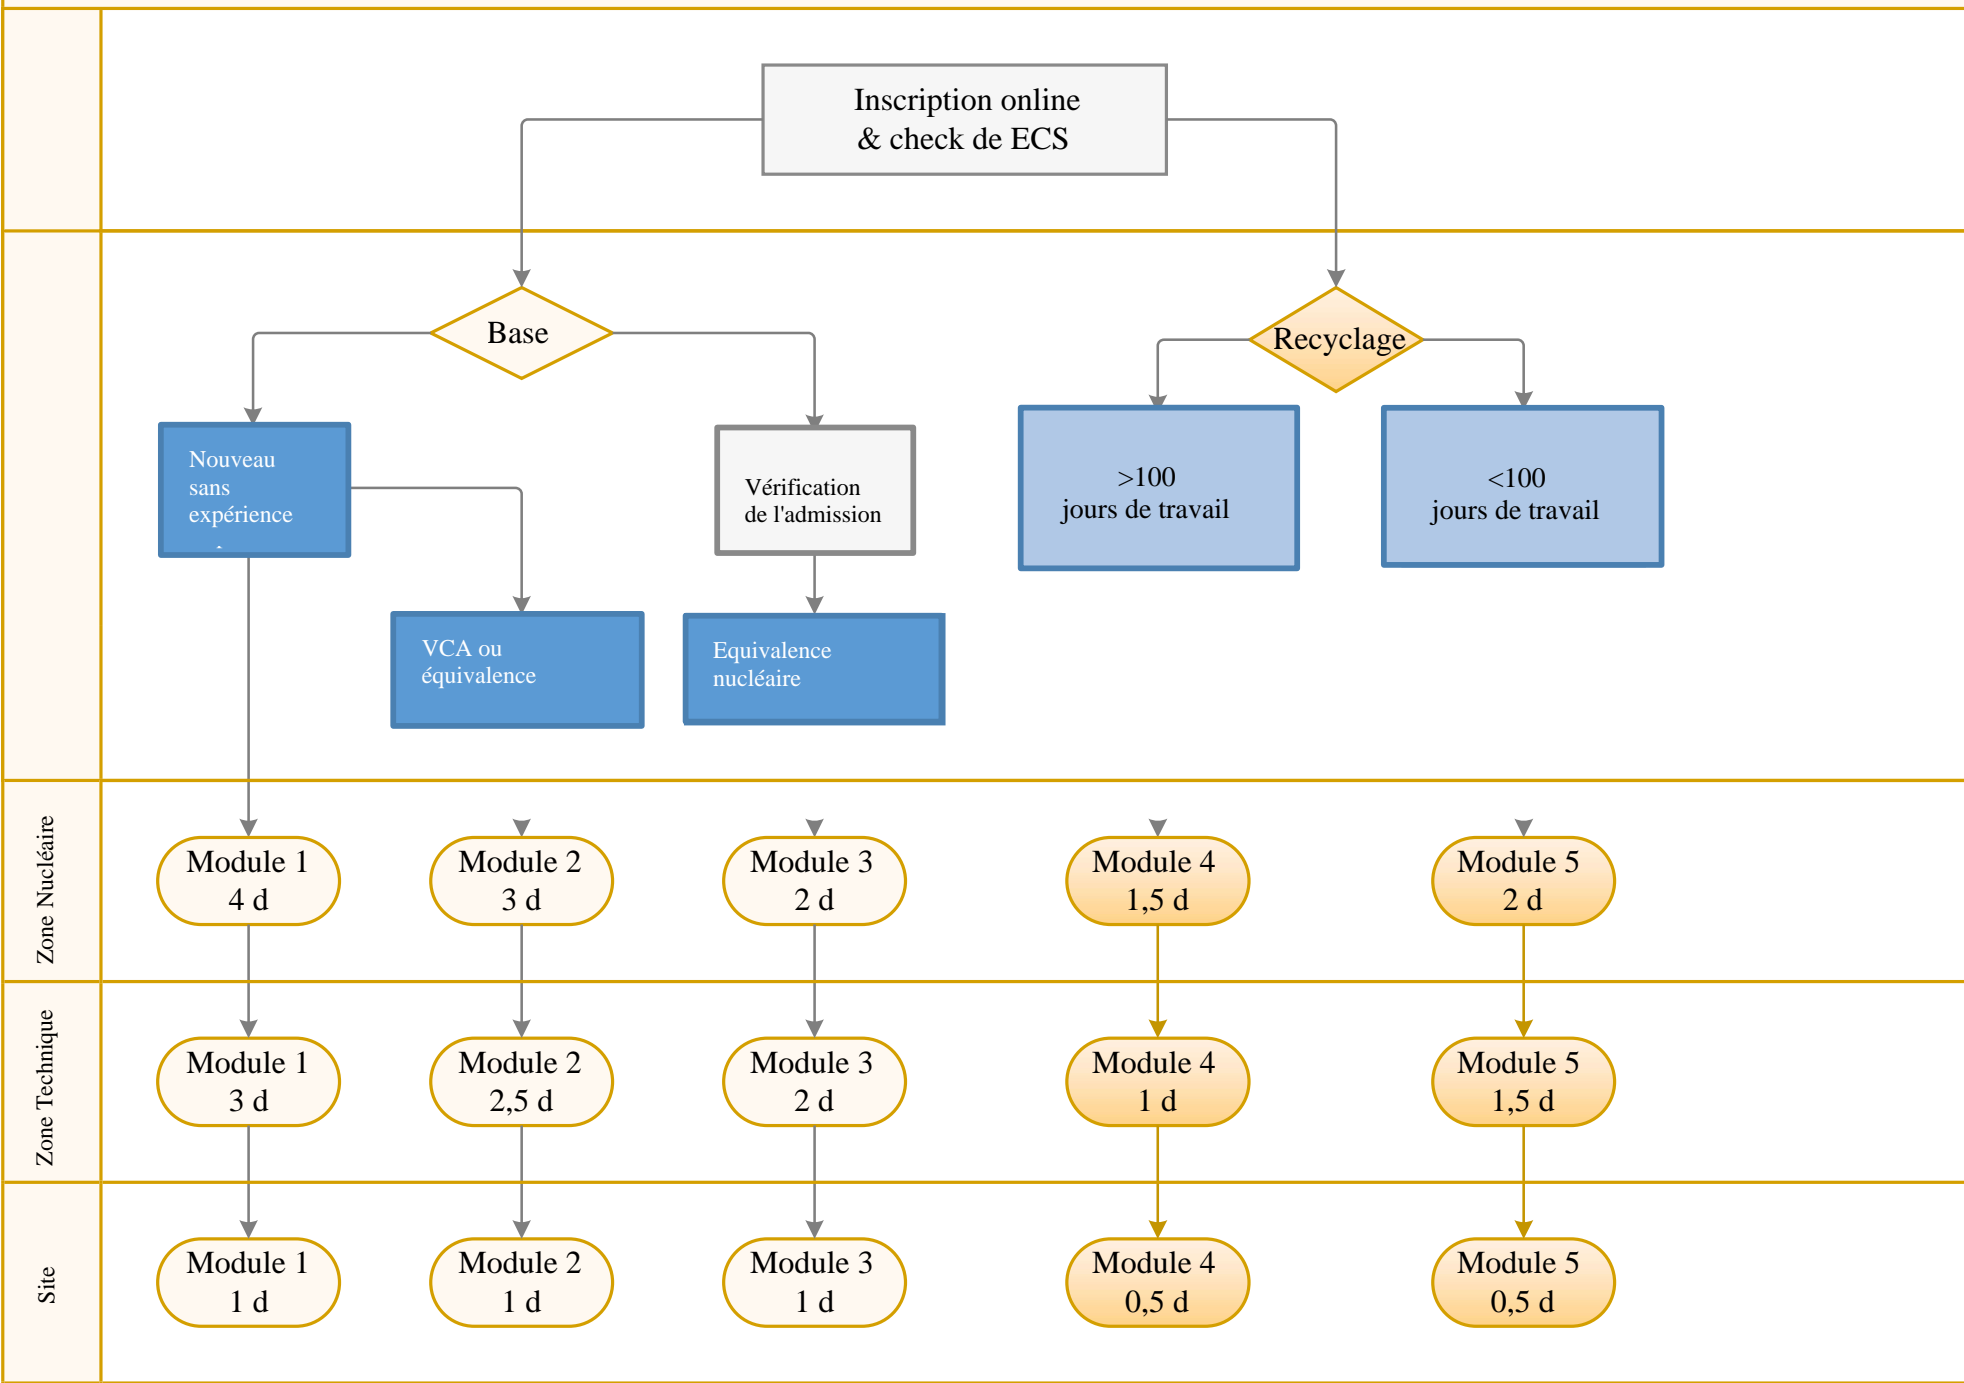 Inscription online
& check de ECS
Base
Recyclage
Nouveau
sans
expérience
Vérification
de l'admission
>100
jours de travail
<100
jours de travail
VCA ou
équivalence
Equivalence
nucléaire
Zone Nucléaire
Module 1
4 d
Module 2
3 d
Module 3
2 d
Module 4
1,5 d
Module 5
2 d
Zone Technique
Module 1
3 d
Module 2
2,5 d
Module 3
2 d
Module 4
1 d
Module 5
1,5 d
Site
Module 1
1 d
Module 2
1 d
Module 3
1 d
Module 4
0,5 d
Module 5
0,5 d